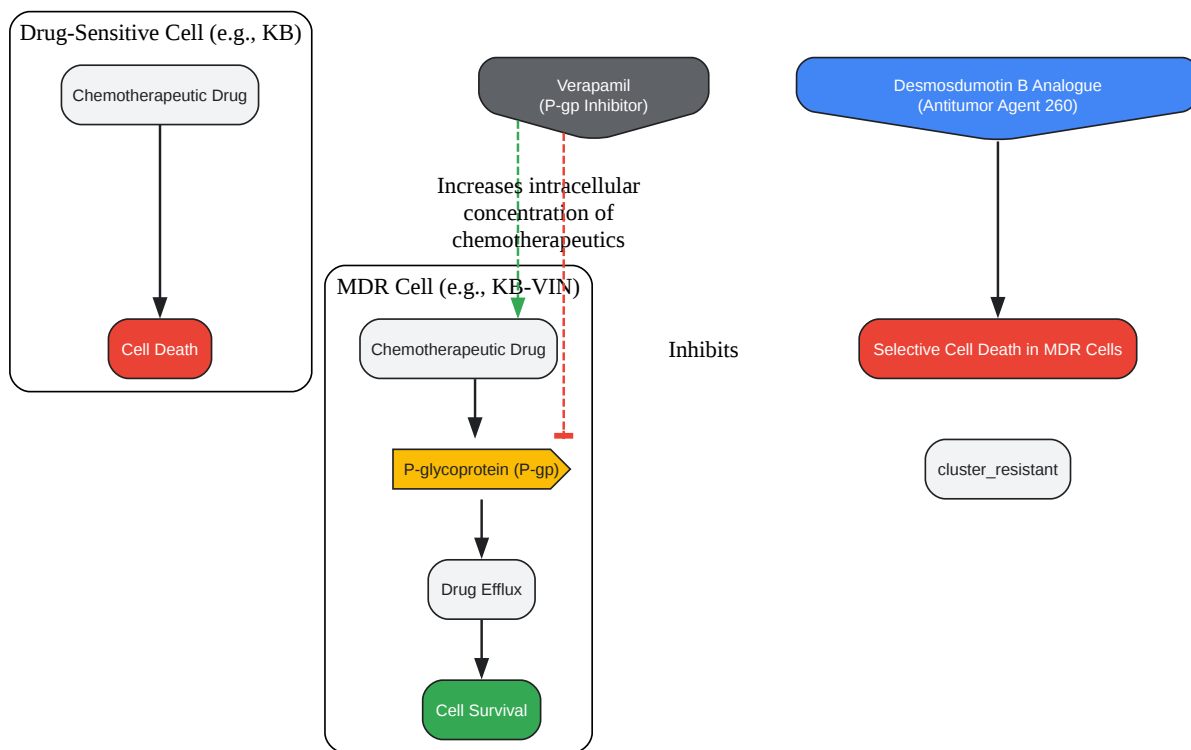 Drug-Sensitive Cell (e.g., KB)
Chemotherapeutic Drug
Cell Death
Verapamil
(P-gp Inhibitor)
Increases intracellular
concentration of
chemotherapeutics
MDR Cell (e.g., KB-VIN)
Chemotherapeutic Drug
P-glycoprotein (P-gp)
Drug Efflux
Cell Survival
Inhibits
Desmosdumotin B Analogue
(Antitumor Agent 260)
Selective Cell Death in MDR Cells
cluster_resistant